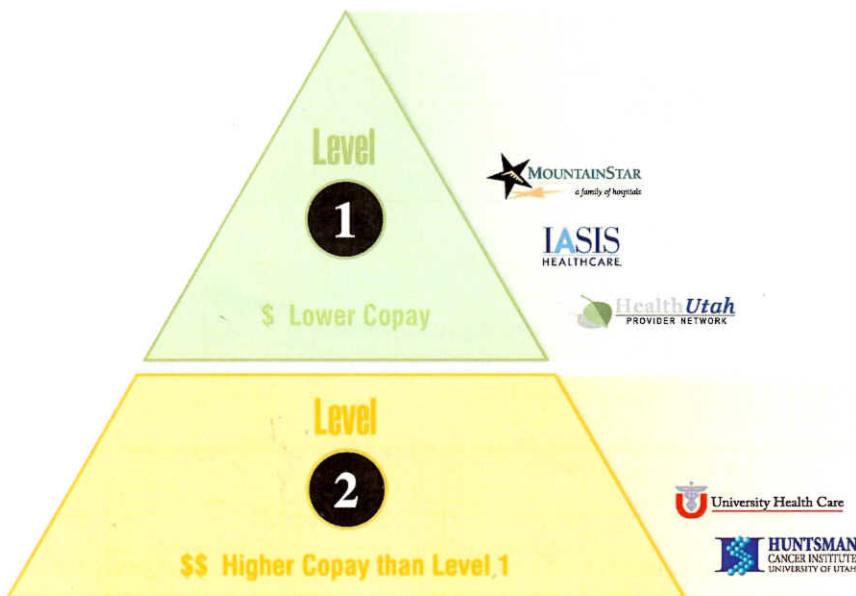 Level
1
$ Lower Copay
MOUNTAINSTAR
a family of hospitals
IASIS
HEALTHCARE
HealthUtah
PROVIDER NETWORK
Level
2
$$ Higher Copay than Level 1
University Health Care
HUNTSMAN
CANCER INSTITUTE
UNIVERSITY OF UTAH